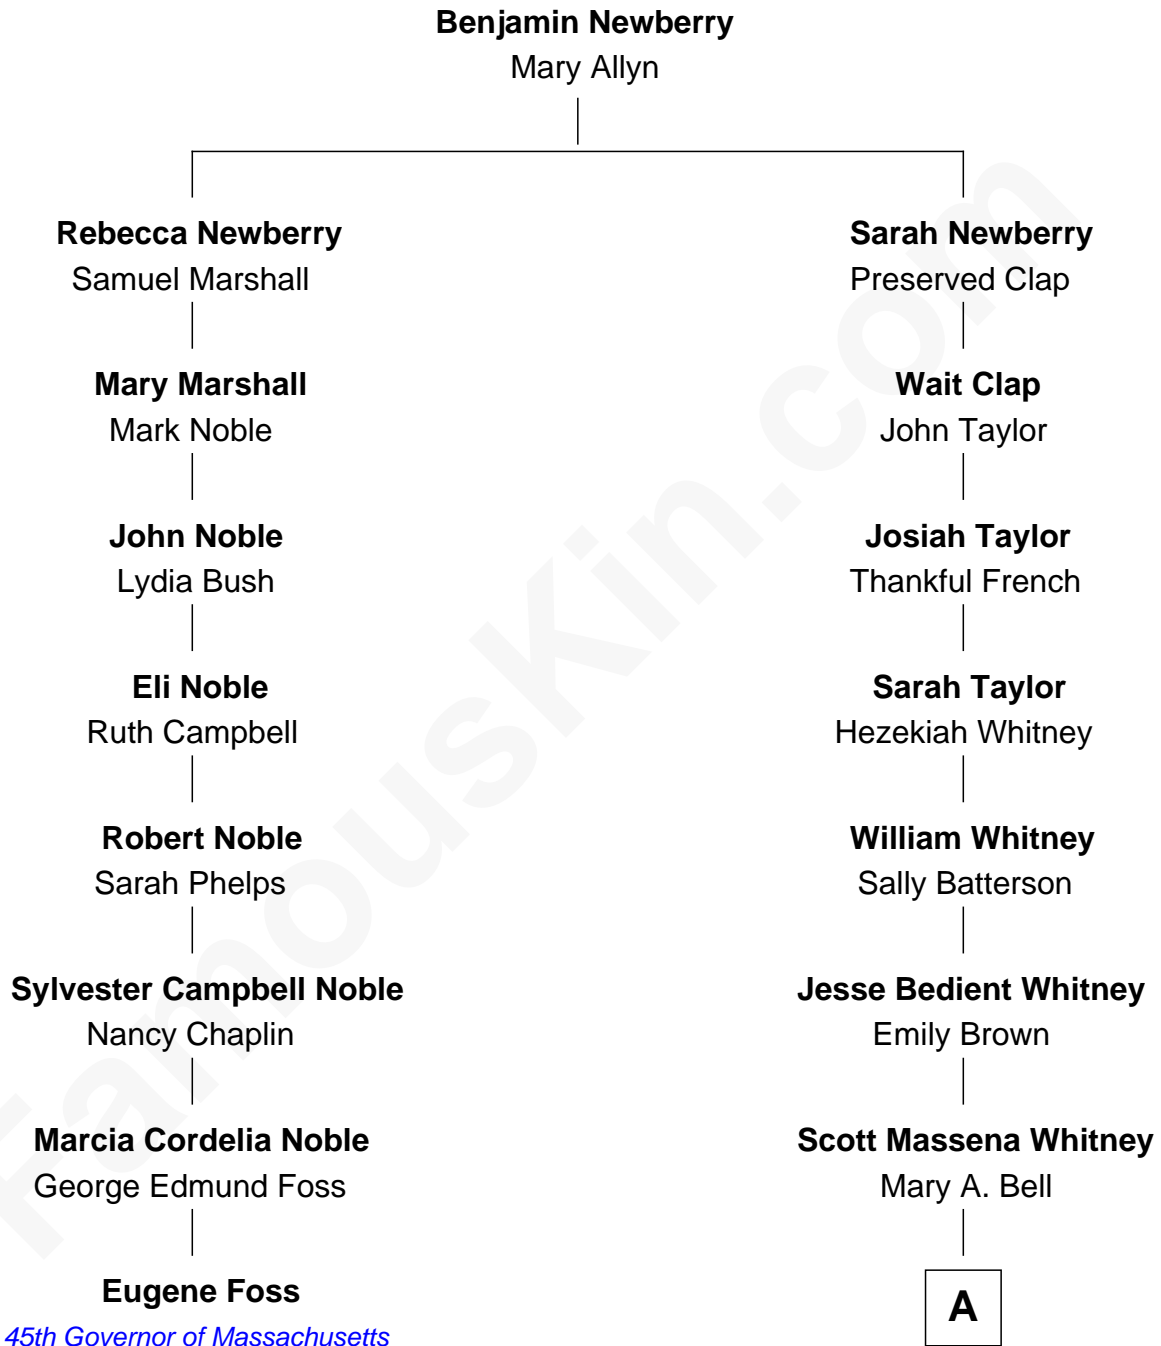 Benjamin Newberry
Mary Allyn
Rebecca Newberry
Samuel Marshall
Sarah Newberry
Preserved Clap
Mary Marshall
Mark Noble
Wait Clap
John Taylor
John Noble
Lydia Bush
Josiah Taylor
Thankful French
Eli Noble
Ruth Campbell
Sarah Taylor
Hezekiah Whitney
Robert Noble
Sarah Phelps
William Whitney
Sally Batterson
Sylvester Campbell Noble
Nancy Chaplin
Jesse Bedient Whitney
Emily Brown
Marcia Cordelia Noble
George Edmund Foss
Scott Massena Whitney
Mary A. Bell
Eugene Foss
45th Governor of Massachusetts
A
FamousKin.com